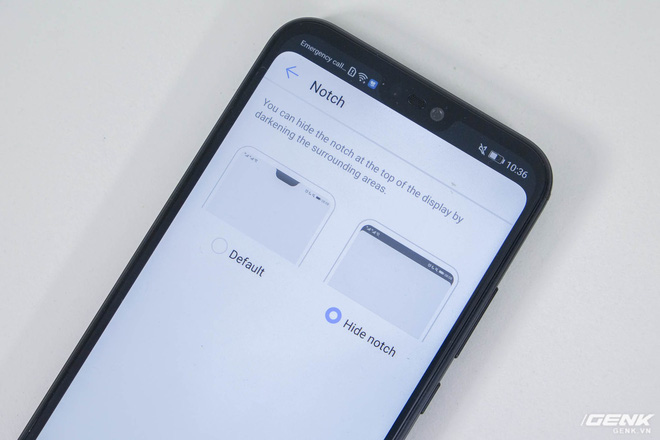 Emergency call...
10:36
Notch
You can hide the notch at the top of the display by
darkening the surrounding areas.
Default
Hide notch
GENK
GENK.VN